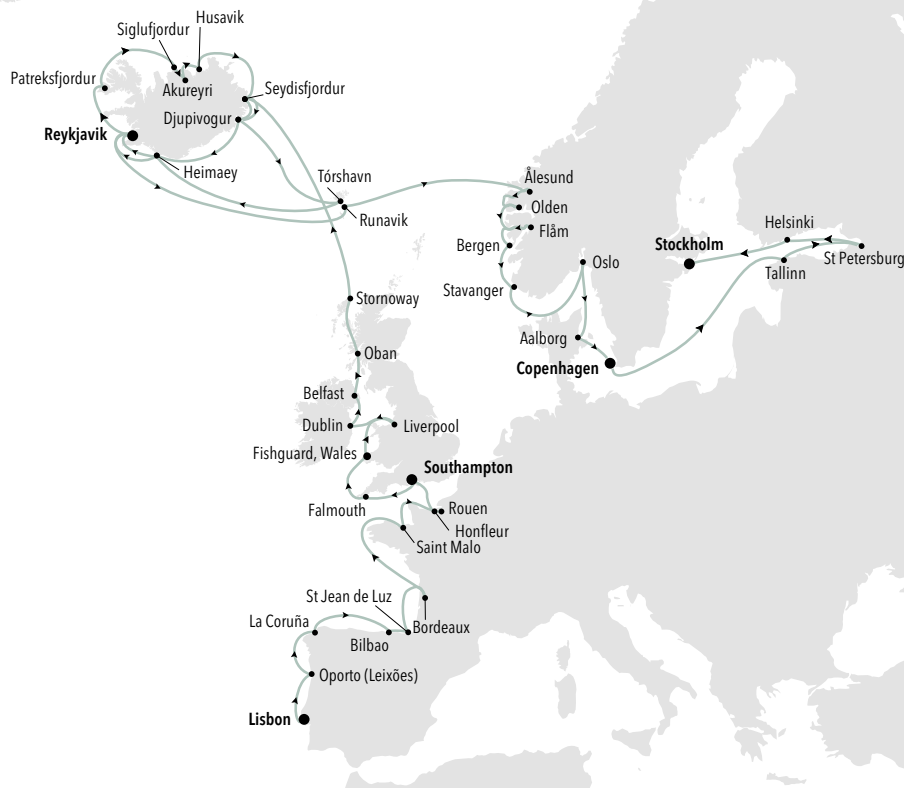 Husavik
Siglufjordur
Patreksfjordur
Akureyri
Seydisfjordur
Djupivogur
Reykjavik
Heimaey
Tórshavn
Runavik
Ålesund
Olden
Flåm
Bergen
Stavanger
Oslo
Stockholm
Helsinki
St Petersburg
Tallinn
Aalborg
Copenhagen
Stornoway
Oban
Belfast
Dublin
Liverpool
Fishguard, Wales
Southampton
Falmouth
Rouen
Honfleur
Saint Malo
St Jean de Luz
La Coruña
Bordeaux
Bilbao
Oporto (Leixões)
Lisbon